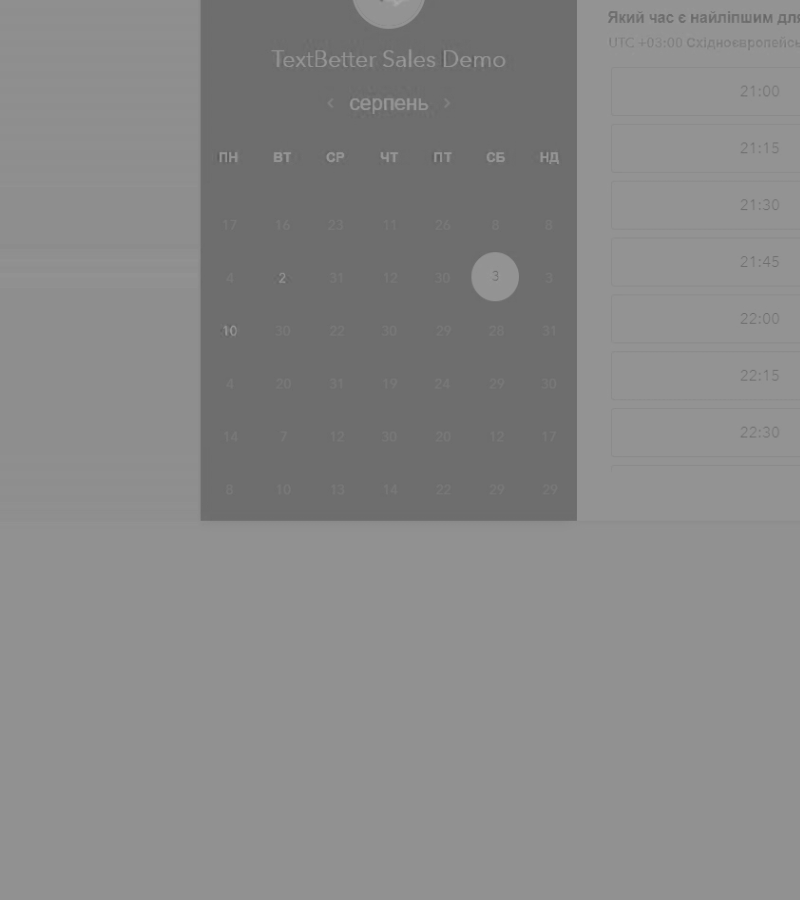 TextBetter Sales Demo
‹ серпень ›
ПН ВТ СР ЧТ ПТ СБ НД
17 16 23 11 26 8 8
4 2 31 12 30 3 3
10 30 22 30 29 28 31
4 20 31 19 24 29 30
14 7 12 30 20 12 17
8 10 13 14 22 29 29
Який час є найліпшим для
UTC +03:00
21:00
21:15
21:30
21:45
22:00
22:15
22:30